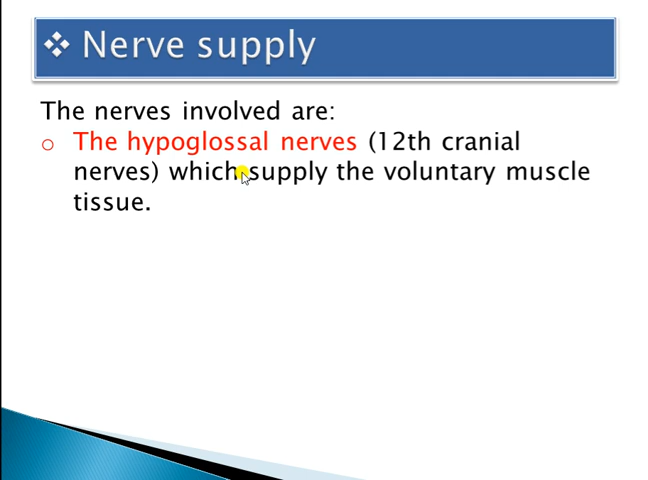 ❖ Nerve supply
The nerves involved are:
o The hypoglossal nerves (12th cranial
nerves) which supply the voluntary muscle
tissue.